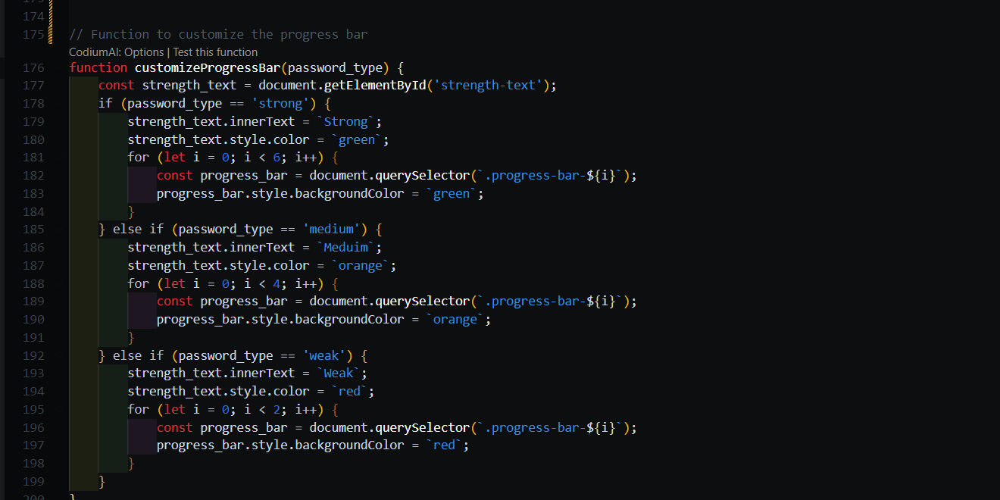 173
174
175 // Function to customize the progress bar
CodiumAI: Options | Test this function
176 function customizeProgressBar(password_type) {
177     const strength_text = document.getElementById('strength-text');
178     if (password_type == 'strong') {
179         strength_text.innerText = `Strong`;
180         strength_text.style.color = `green`;
181         for (let i = 0; i < 6; i++) {
182             const progress_bar = document.querySelector(`.progress-bar-${i}`);
183             progress_bar.style.backgroundColor = `green`;
184         }
185     } else if (password_type == 'medium') {
186         strength_text.innerText = `Meduim`;
187         strength_text.style.color = `orange`;
188         for (let i = 0; i < 4; i++) {
189             const progress_bar = document.querySelector(`.progress-bar-${i}`);
190             progress_bar.style.backgroundColor = `orange`;
191         }
192     } else if (password_type == 'weak') {
193         strength_text.innerText = `Weak`;
194         strength_text.style.color = `red`;
195         for (let i = 0; i < 2; i++) {
196             const progress_bar = document.querySelector(`.progress-bar-${i}`);
197             progress_bar.style.backgroundColor = `red`;
198         }
199     }
200 }